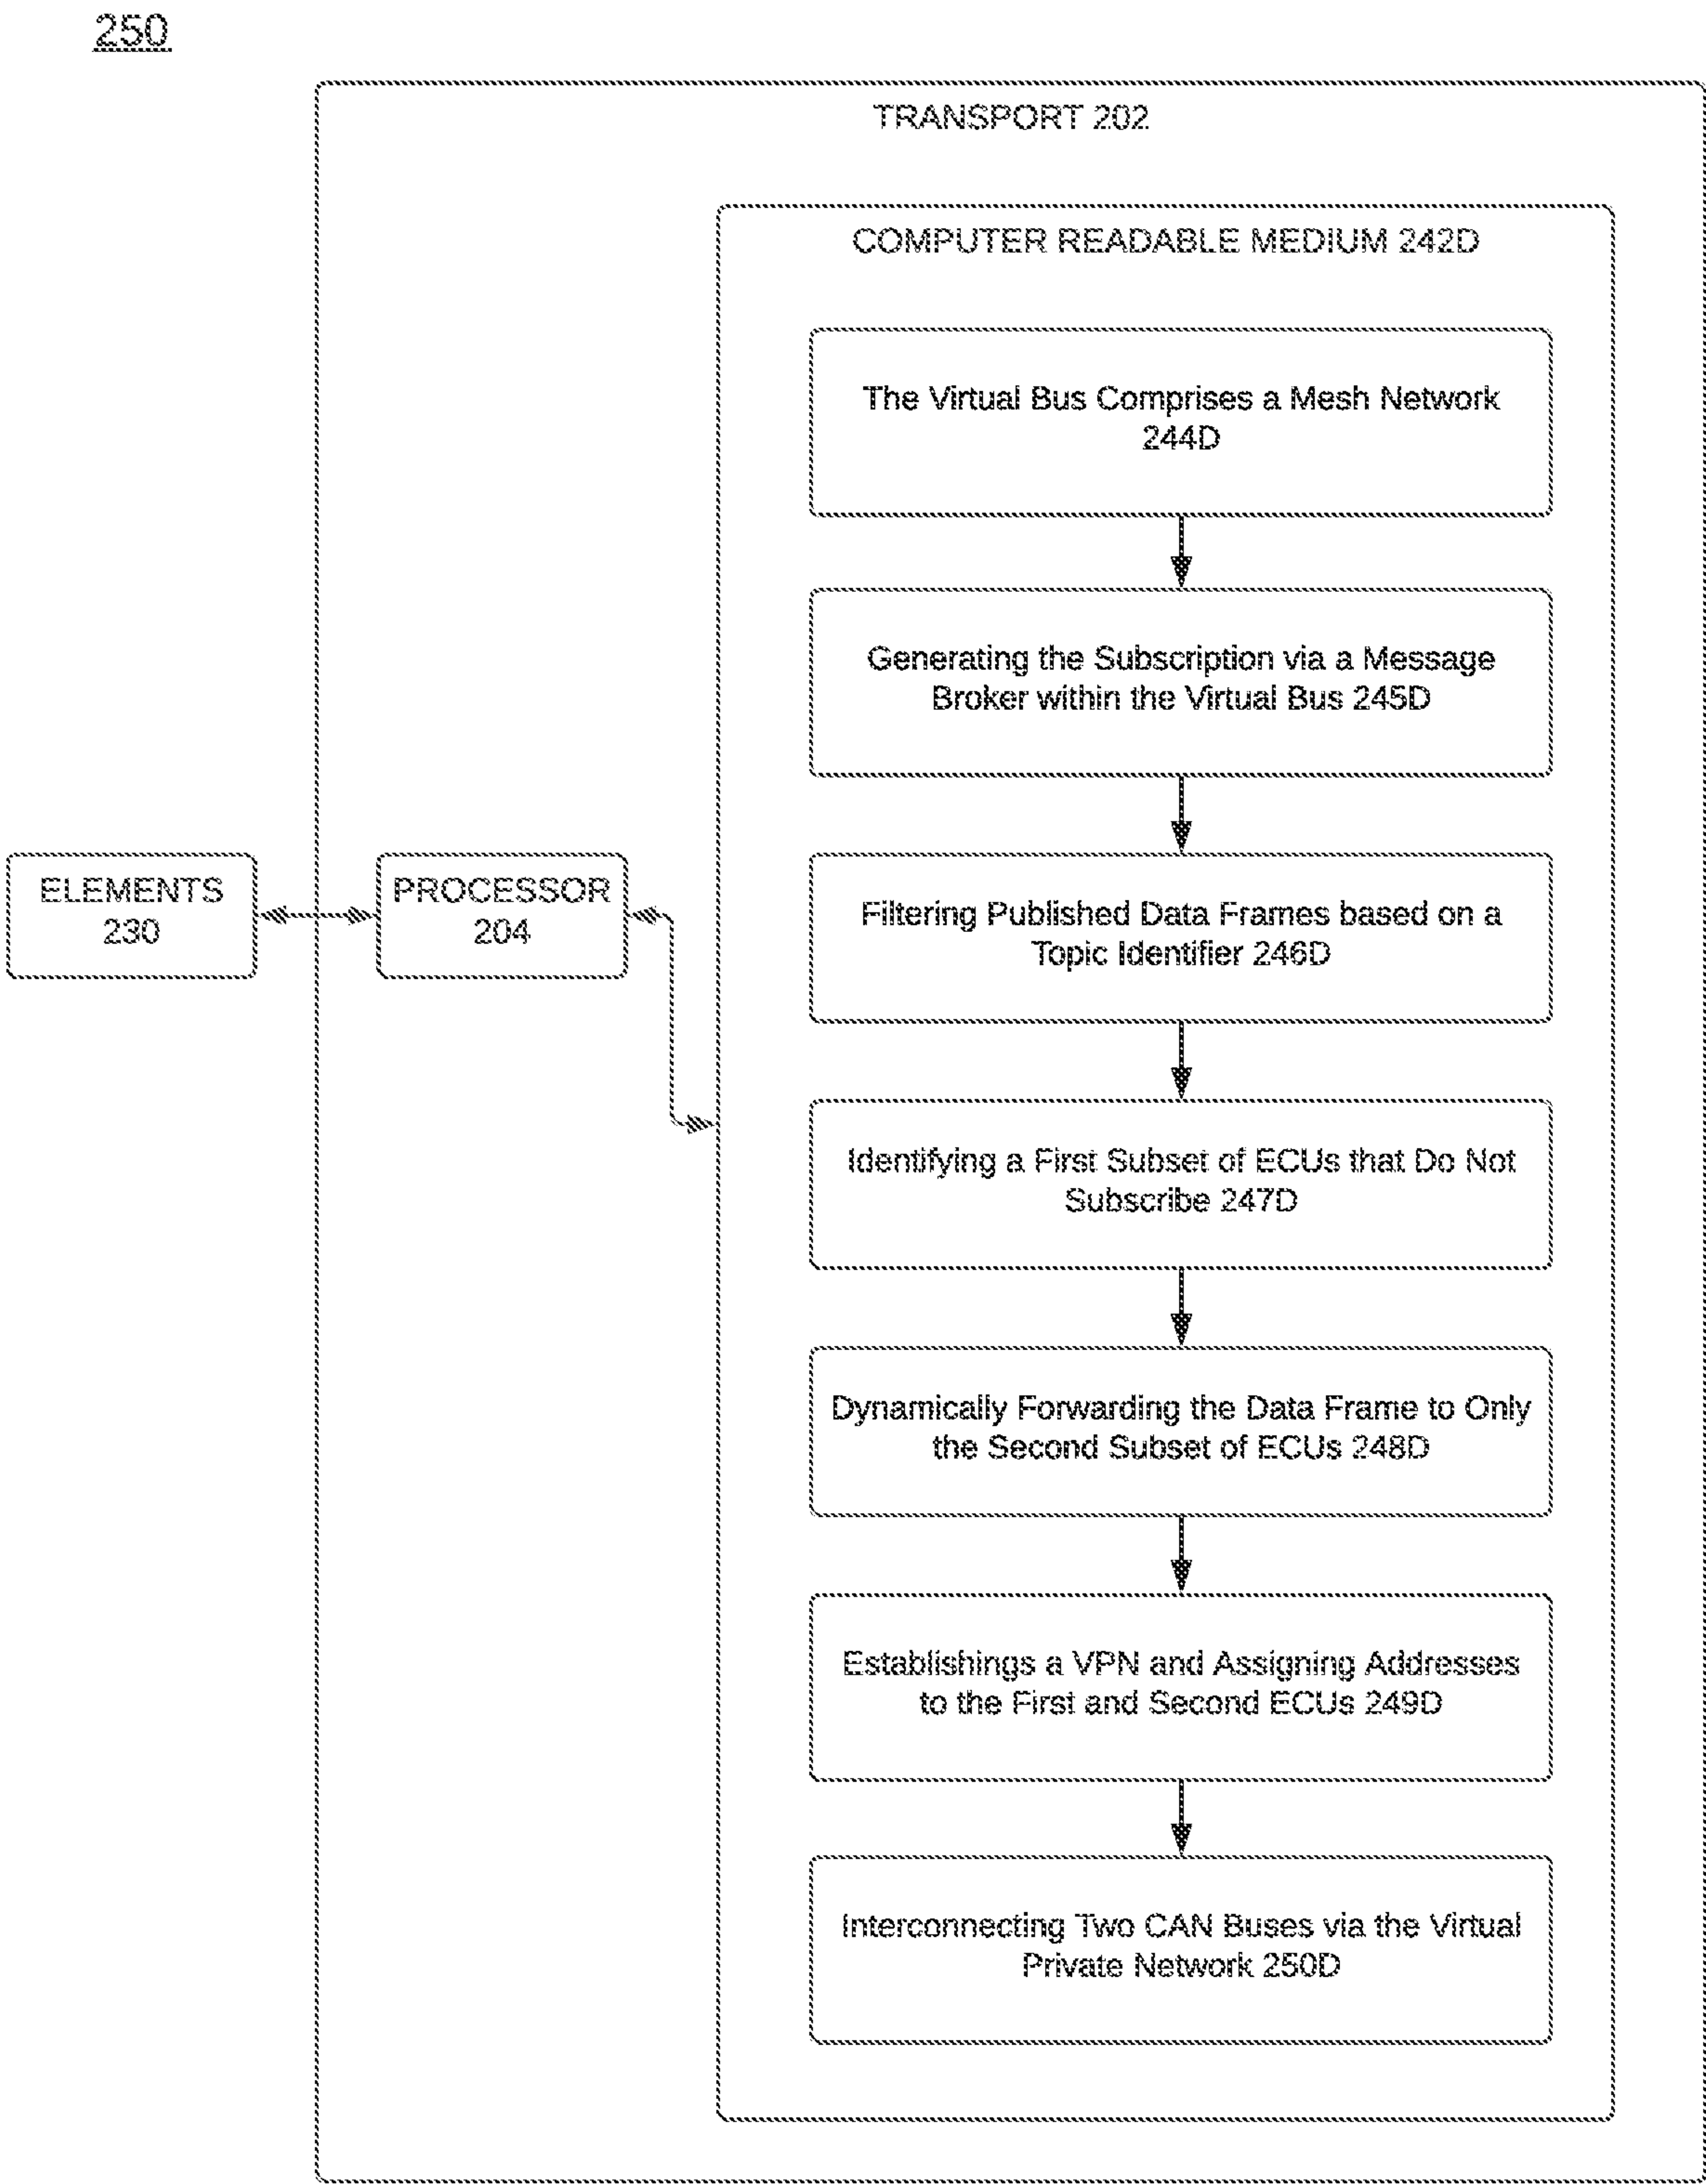 250
TRANSPORT 202
COMPUTER READABLE MEDIUM 242D
The Virtual Bus Comprises a Mesh Network
244D
Generating the Subscription via a Message
Broker within the Virtual Bus 245D
ELEMENTS
230
PROCESSOR
204
Filtering Published Data Frames based on a
Topic Identifier 246D
Identifying a First Subset of ECUs that Do Not
Subscribe 247D
Dynamically Forwarding the Data Frame to Only
the Second Subset of ECUs 248D
Establishings a VPN and Assigning Addresses
to the First and Second ECUs 249D
Interconnecting Two CAN Buses via the Virtual
Private Network 250D